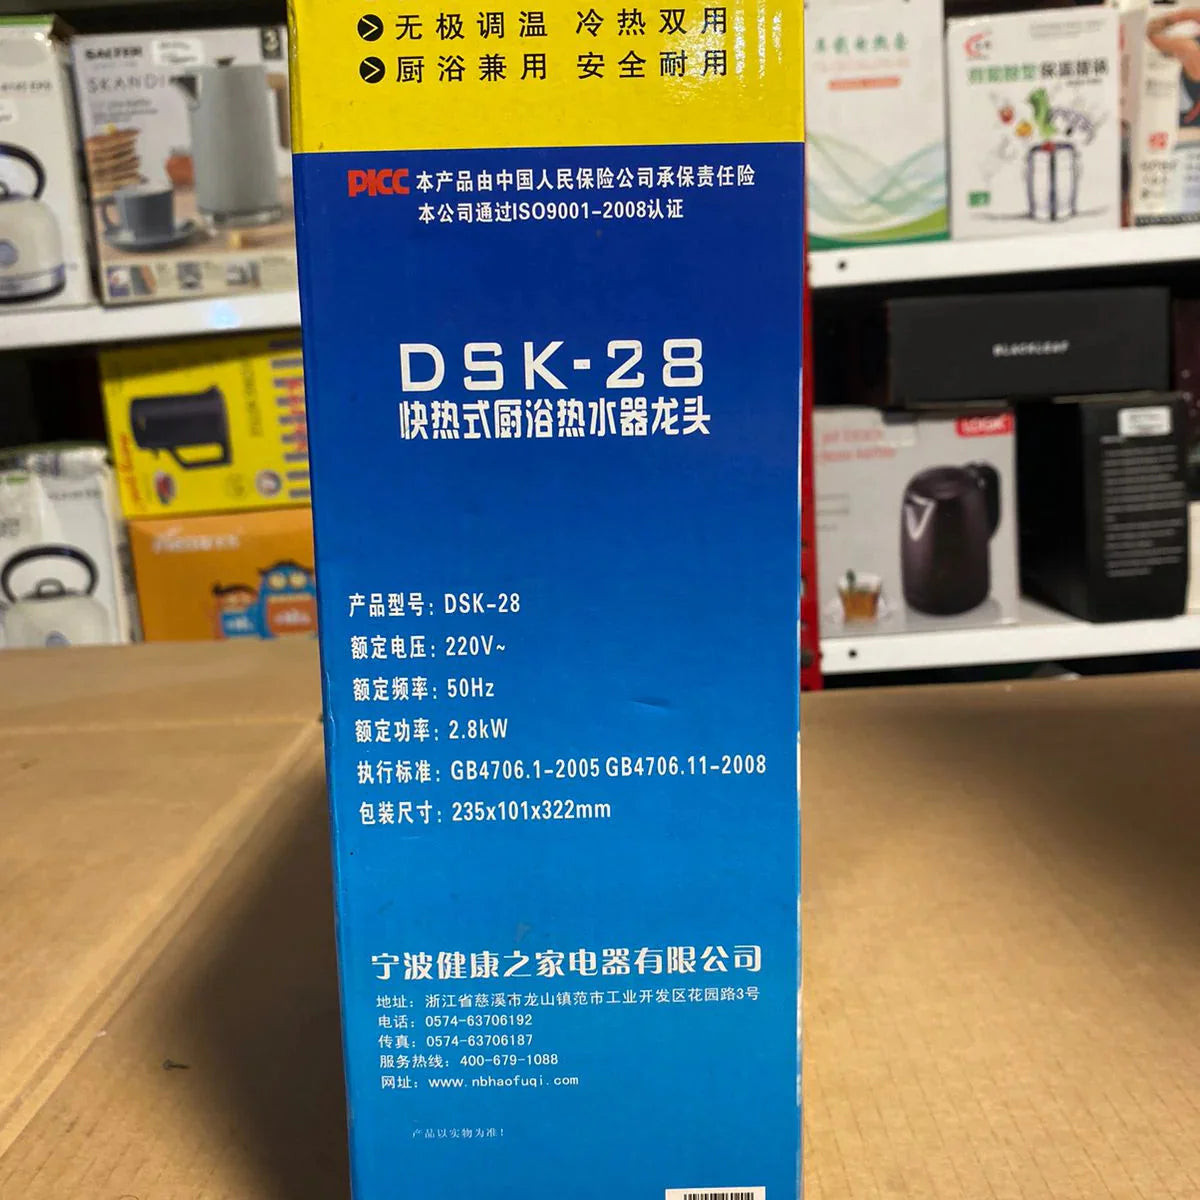 无极调温 冷热双用
厨浴兼用 安全耐用
PICC 本产品由中国人民保险公司承保责任险
本公司通过ISO9001-2008认证
DSK-28
快热式厨浴热水器龙头
产品型号: DSK-28
额定电压: 220V~
额定频率: 50Hz
额定功率: 2.8kW
执行标准: GB4706.1-2005 GB4706.11-2008
包装尺寸: 235x101x322mm
宁波健康之家电器有限公司
地址: 浙江省慈溪市龙山镇范市工业开发区花园路3号
电话: 0574-63706192
传真: 0574-63706187
服务热线: 400-679-1088
网址: www.nbhaofuqi.com
产品以实物为准!
SALTER
SKANDI
BLACKLEAF
LOGIK